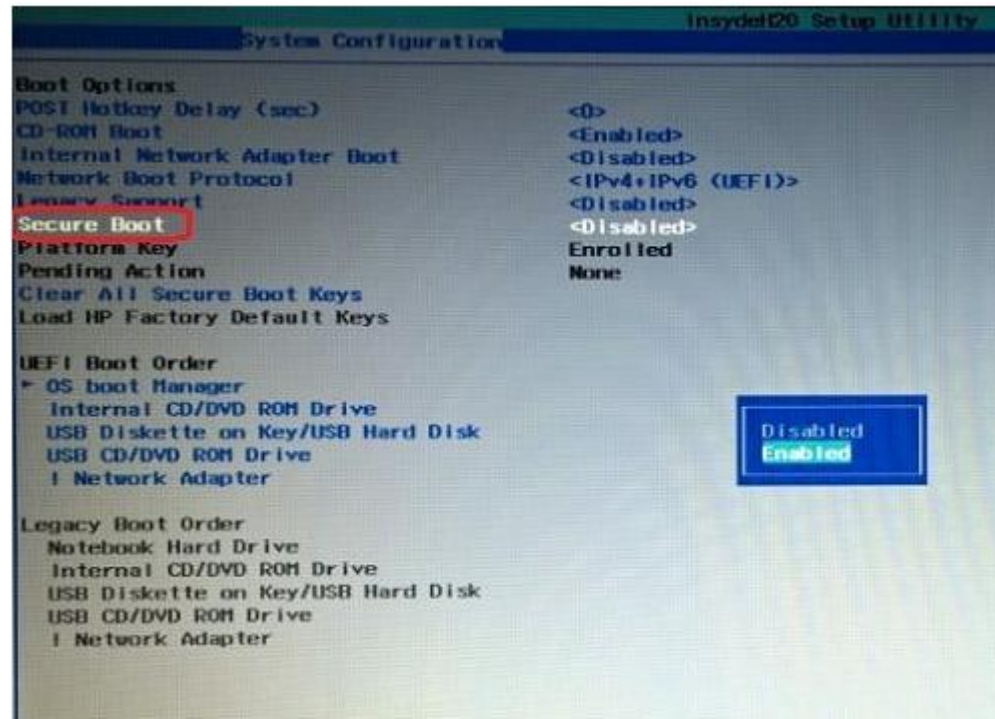 InsydeH20 Setup Utility
System Configuration
Boot Options
POST Hotkey Delay (sec) <0>
CD-ROM Boot <Enabled>
Internal Network Adapter Boot <Disabled>
Network Boot Protocol <IPv4+IPv6 (UEFI)>
Legacy Support <Disabled>
Secure Boot <Disabled>
Platform Key Enrolled
Pending Action None
Clear All Secure Boot Keys
Load HP Factory Default Keys
UEFI Boot Order
► OS boot Manager
Internal CD/DVD ROM Drive
USB Diskette on Key/USB Hard Disk
USB CD/DVD ROM Drive
! Network Adapter
Disabled
Enabled
Legacy Boot Order
Notebook Hard Drive
Internal CD/DVD ROM Drive
USB Diskette on Key/USB Hard Disk
USB CD/DVD ROM Drive
! Network Adapter